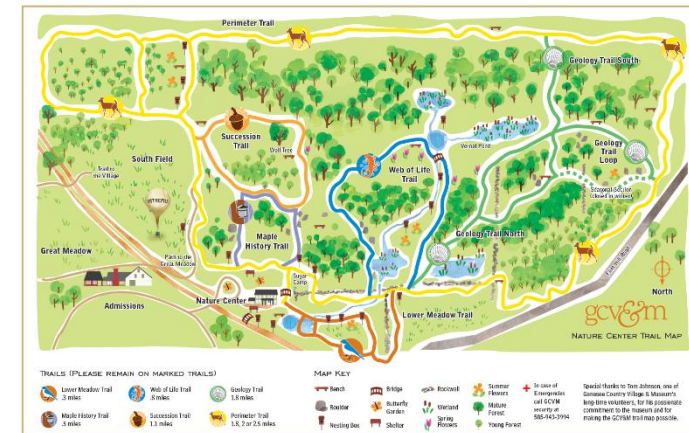 Perimeter Trail
Geology Trail South
Succession
Trail
Wolf Tree
South Field
Trail to
the Village
Vernal Pond
Geology
Trail
Loop
Web of Life
Trail
Seasonal Section
(closed in winter)
Maple
History Trail
Geology Trail North
Great Meadow
Path to the
Great Meadow
Sugar
Camp
Nature Center
Admissions
Lower Meadow Trail
North
gcv&m
NATURE CENTER TRAIL MAP
TRAILS (PLEASE REMAIN ON MARKED TRAILS)
Lower Meadow Trail
.3 miles
Web of Life Trail
.8 miles
Geology Trail
1.8 miles
Maple History Trail
.5 miles
Succession Trail
1.1 miles
Perimeter Trail
1.8, 2 or 2.5 miles
MAP KEY
Bench
Boulder
Nesting Box
Bridge
Butterfly
Garden
Shelter
Rockwall
Wetland
Spring
Flowers
Summer
Flowers
Mature
Forest
Young Forest
In case of
Emergencies
call GCVM
security at
585-943-3994
Special thanks to Tom Johnson, one of
Genesee Country Village & Museum's
long-time volunteers, for his passionate
commitment to the museum and for
making the GCV&M trail map possible.